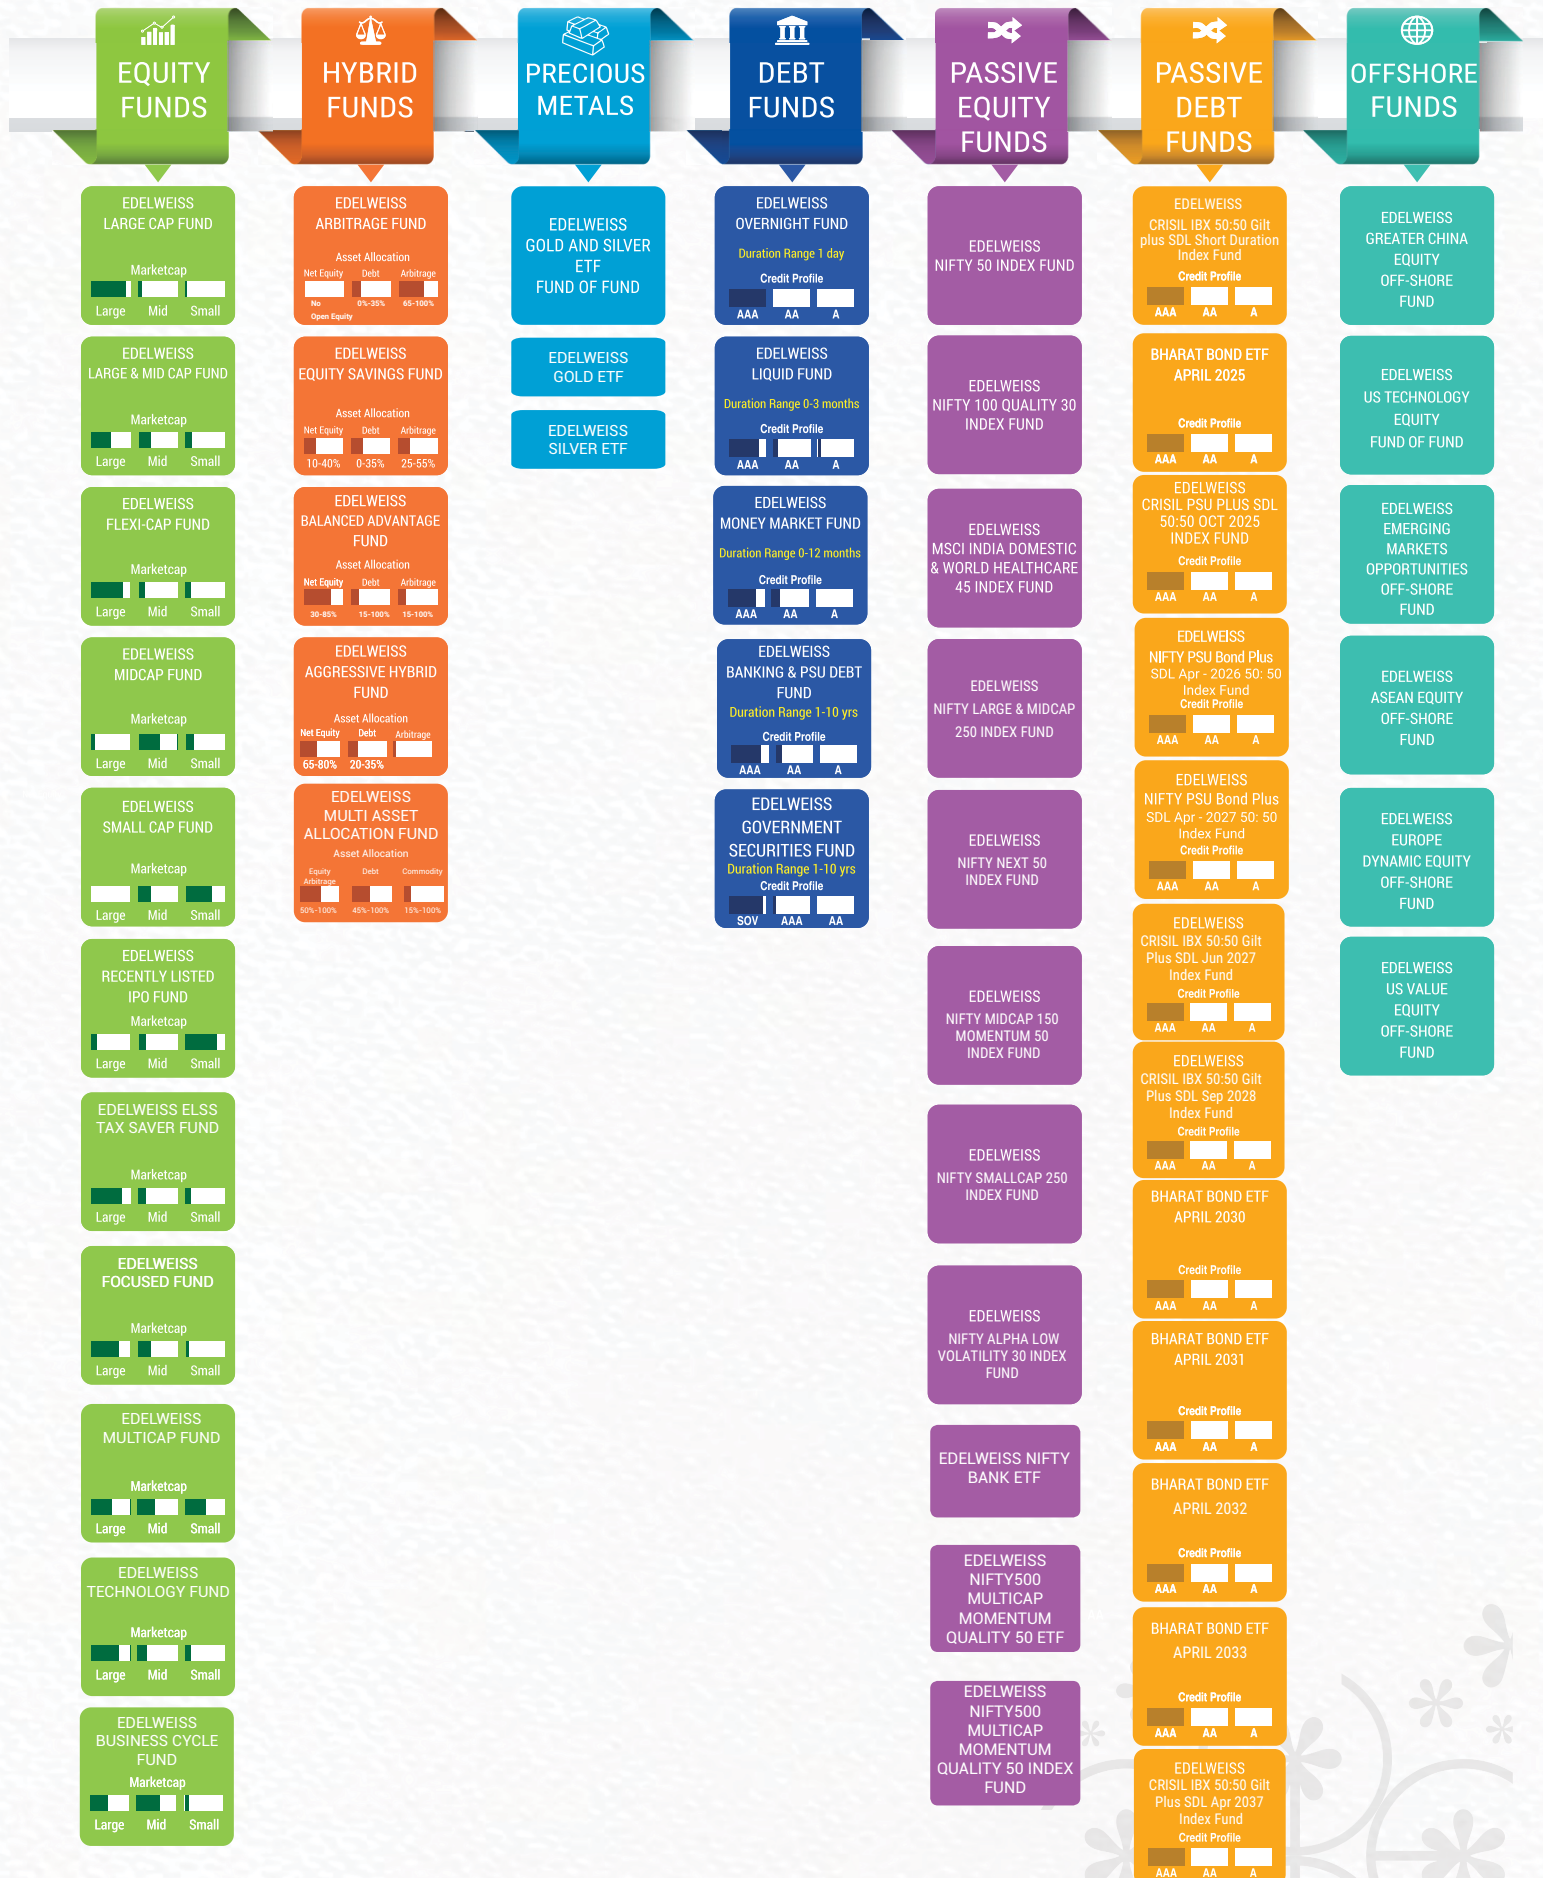 EQUITY
FUNDS
EDELWEISS
LARGE CAP FUND
Marketcap
Large Mid Small
EDELWEISS
LARGE & MID CAP FUND
Marketcap
Large Mid Small
EDELWEISS
FLEXI-CAP FUND
Marketcap
Large Mid Small
EDELWEISS
MIDCAP FUND
Marketcap
Large Mid Small
EDELWEISS
SMALL CAP FUND
Marketcap
Large Mid Small
EDELWEISS
RECENTLY LISTED
IPO FUND
Marketcap
Large Mid Small
EDELWEISS ELSS
TAX SAVER FUND
Marketcap
Large Mid Small
EDELWEISS
FOCUSED FUND
Marketcap
Large Mid Small
EDELWEISS
MULTICAP FUND
Marketcap
Large Mid Small
EDELWEISS
TECHNOLOGY FUND
Marketcap
Large Mid Small
EDELWEISS
BUSINESS CYCLE
FUND
Marketcap
Large Mid Small
HYBRID
FUNDS
EDELWEISS
ARBITRAGE FUND
Asset Allocation
Net Equity Debt Arbitrage
No 0%-35% 65-100%
Open Equity
EDELWEISS
EQUITY SAVINGS FUND
Asset Allocation
Net Equity Debt Arbitrage
10-40% 0-35% 25-55%
EDELWEISS
BALANCED ADVANTAGE
FUND
Asset Allocation
Net Equity Debt Arbitrage
30-85% 15-100% 15-100%
EDELWEISS
AGGRESSIVE HYBRID
FUND
Asset Allocation
Net Equity Debt Arbitrage
65-80% 20-35%
EDELWEISS
MULTI ASSET
ALLOCATION FUND
Asset Allocation
Equity Debt Commodity
Arbitrage
50%-100% 45%-100% 15%-100%
PRECIOUS
METALS
EDELWEISS
GOLD AND SILVER
ETF
FUND OF FUND
EDELWEISS
GOLD ETF
EDELWEISS
SILVER ETF
DEBT
FUNDS
EDELWEISS
OVERNIGHT FUND
Duration Range 1 day
Credit Profile
AAA AA A
EDELWEISS
LIQUID FUND
Duration Range 0-3 months
Credit Profile
AAA AA A
EDELWEISS
MONEY MARKET FUND
Duration Range 0-12 months
Credit Profile
AAA AA A
EDELWEISS
BANKING & PSU DEBT
FUND
Duration Range 1-10 yrs
Credit Profile
AAA AA A
EDELWEISS
GOVERNMENT
SECURITIES FUND
Duration Range 1-10 yrs
Credit Profile
SOV AAA AA
PASSIVE
EQUITY
FUNDS
EDELWEISS
NIFTY 50 INDEX FUND
EDELWEISS
NIFTY 100 QUALITY 30
INDEX FUND
EDELWEISS
MSCI INDIA DOMESTIC
& WORLD HEALTHCARE
45 INDEX FUND
EDELWEISS
NIFTY LARGE & MIDCAP
250 INDEX FUND
EDELWEISS
NIFTY NEXT 50
INDEX FUND
EDELWEISS
NIFTY MIDCAP 150
MOMENTUM 50
INDEX FUND
EDELWEISS
NIFTY SMALLCAP 250
INDEX FUND
EDELWEISS
NIFTY ALPHA LOW
VOLATILITY 30 INDEX
FUND
EDELWEISS NIFTY
BANK ETF
EDELWEISS
NIFTY500
MULTICAP
MOMENTUM
QUALITY 50 ETF
EDELWEISS
NIFTY500
MULTICAP
MOMENTUM
QUALITY 50 INDEX
FUND
PASSIVE
DEBT
FUNDS
EDELWEISS
CRISIL IBX 50:50 Gilt
plus SDL Short Duration
Index Fund
Credit Profile
AAA AA A
BHARAT BOND ETF
APRIL 2025
Credit Profile
AAA AA A
EDELWEISS
CRISIL PSU PLUS SDL
50:50 OCT 2025
INDEX FUND
Credit Profile
AAA AA A
EDELWEISS
NIFTY PSU Bond Plus
SDL Apr - 2026 50: 50
Index Fund
Credit Profile
AAA AA A
EDELWEISS
NIFTY PSU Bond Plus
SDL Apr - 2027 50: 50
Index Fund
Credit Profile
AAA AA A
EDELWEISS
CRISIL IBX 50:50 Gilt
Plus SDL Jun 2027
Index Fund
Credit Profile
AAA AA A
EDELWEISS
CRISIL IBX 50:50 Gilt
Plus SDL Sep 2028
Index Fund
Credit Profile
AAA AA A
BHARAT BOND ETF
APRIL 2030
Credit Profile
AAA AA A
BHARAT BOND ETF
APRIL 2031
Credit Profile
AAA AA A
BHARAT BOND ETF
APRIL 2032
Credit Profile
AAA AA A
BHARAT BOND ETF
APRIL 2033
Credit Profile
AAA AA A
EDELWEISS
CRISIL IBX 50:50 Gilt
Plus SDL Apr 2037
Index Fund
Credit Profile
AAA AA A
OFFSHORE
FUNDS
EDELWEISS
GREATER CHINA
EQUITY
OFF-SHORE
FUND
EDELWEISS
US TECHNOLOGY
EQUITY
FUND OF FUND
EDELWEISS
EMERGING
MARKETS
OPPORTUNITIES
OFF-SHORE
FUND
EDELWEISS
ASEAN EQUITY
OFF-SHORE
FUND
EDELWEISS
EUROPE
DYNAMIC EQUITY
OFF-SHORE
FUND
EDELWEISS
US VALUE
EQUITY
OFF-SHORE
FUND